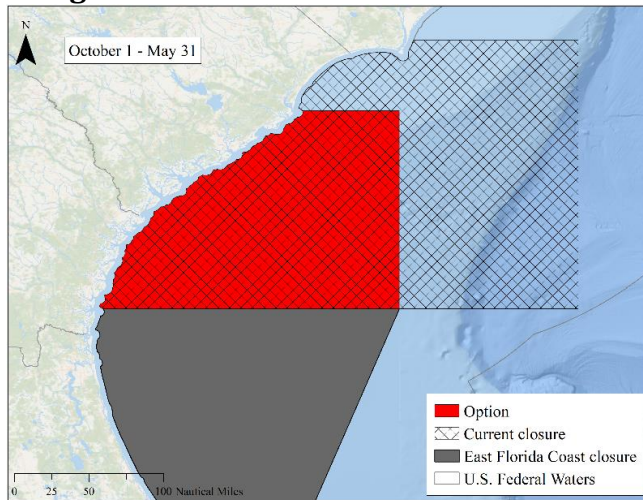 N
October 1 - May 31
Option
Current closure
East Florida Coast closure
U.S. Federal Waters
0 25 50 100 Nautical Miles